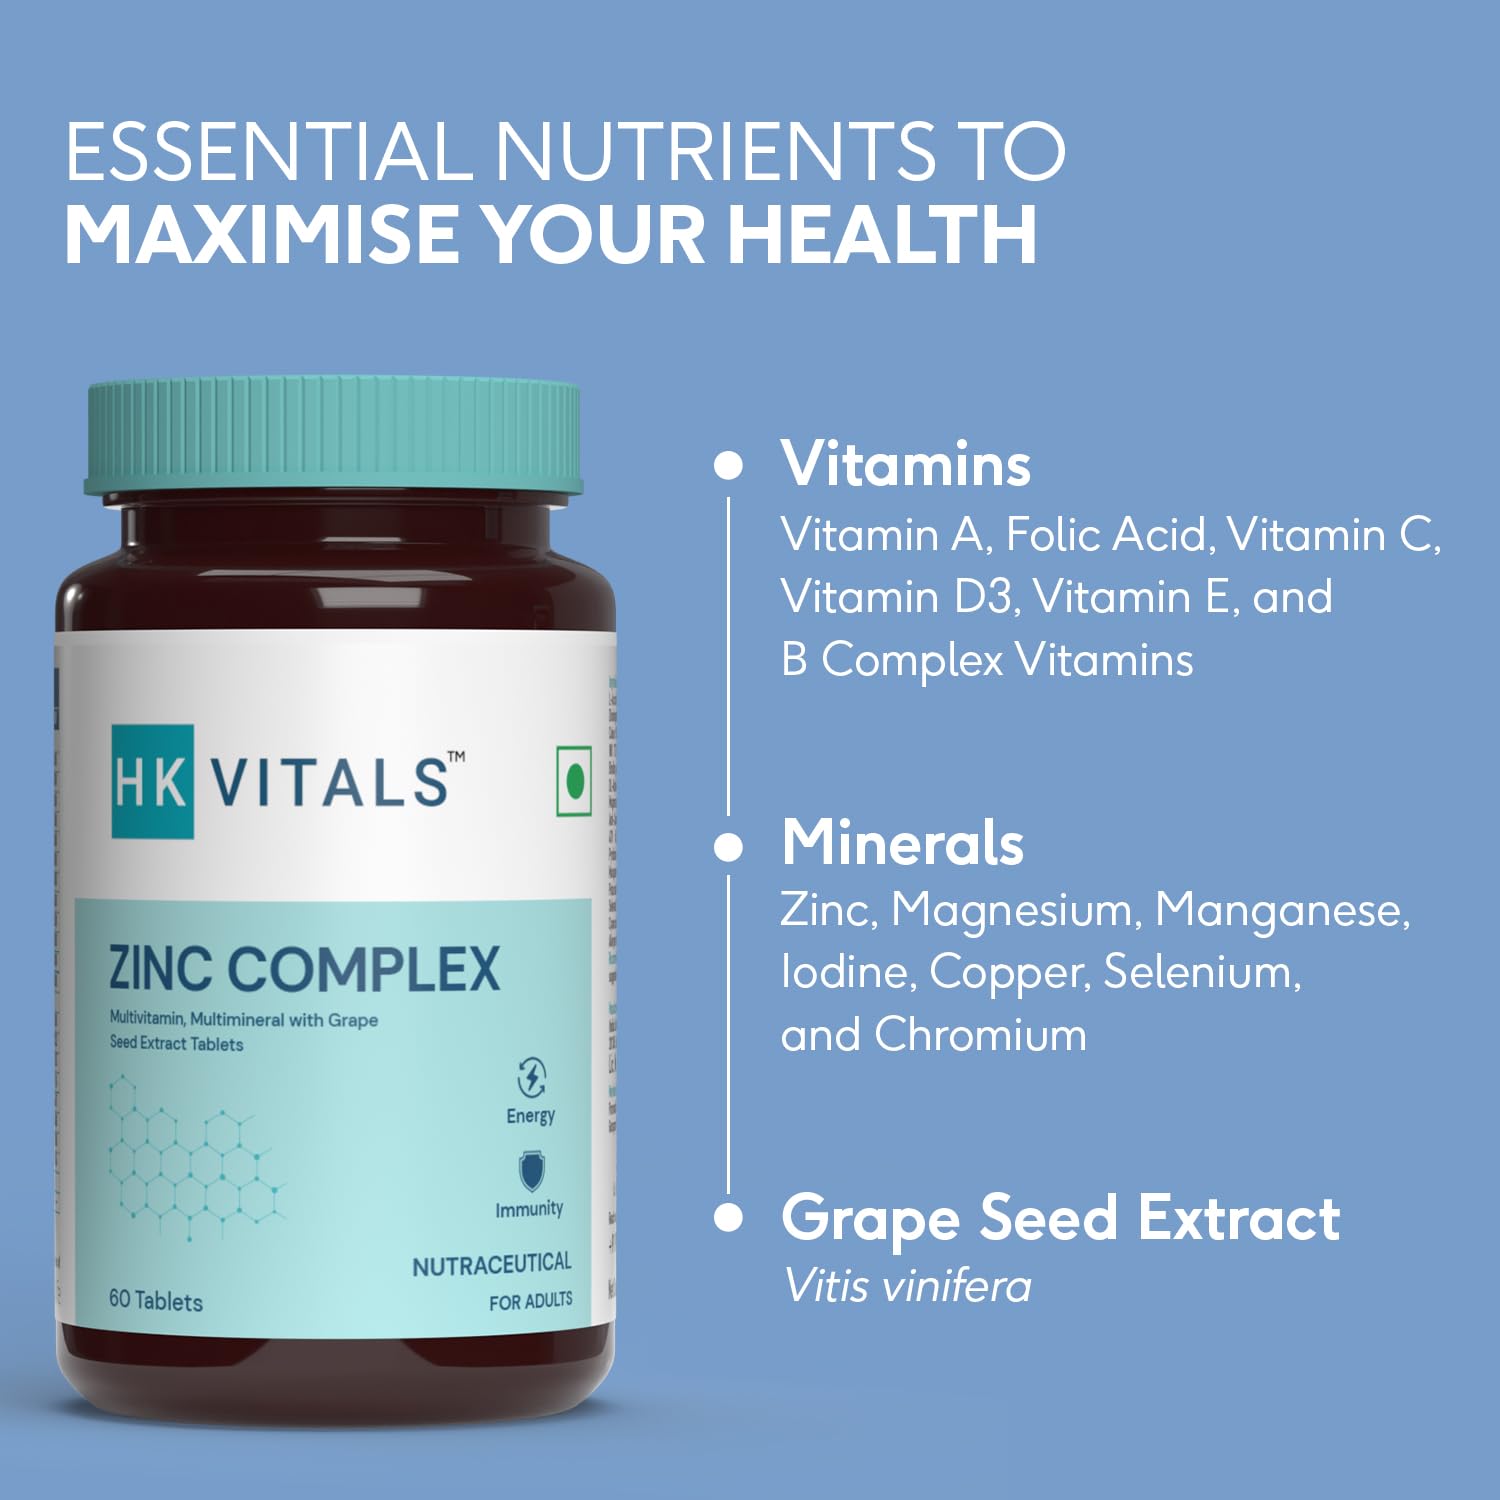 ESSENTIAL NUTRIENTS TO
MAXIMISE YOUR HEALTH
HK VITALS™
ZINC COMPLEX
Multivitamin, Multimineral with Grape
Seed Extract Tablets
Energy
Immunity
NUTRACEUTICAL
60 Tablets
FOR ADULTS
Vitamins
Vitamin A, Folic Acid, Vitamin C,
Vitamin D3, Vitamin E, and
B Complex Vitamins
Minerals
Zinc, Magnesium, Manganese,
Iodine, Copper, Selenium,
and Chromium
Grape Seed Extract
Vitis vinifera